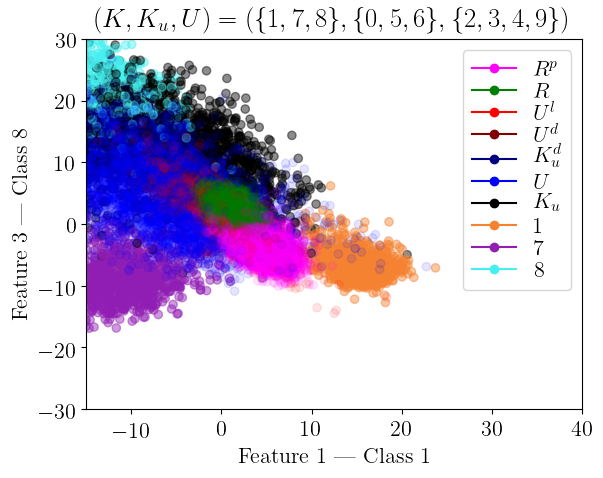 (K, K_u, U) = ({1, 7, 8}, {0, 5, 6}, {2, 3, 4, 9})
30
20
10
0
−10
−20
−30
Feature 3 — Class 8
R^p
R
U^l
U^d
K_u^d
U
K_u
1
7
8
−10
0
10
20
30
40
Feature 1 — Class 1